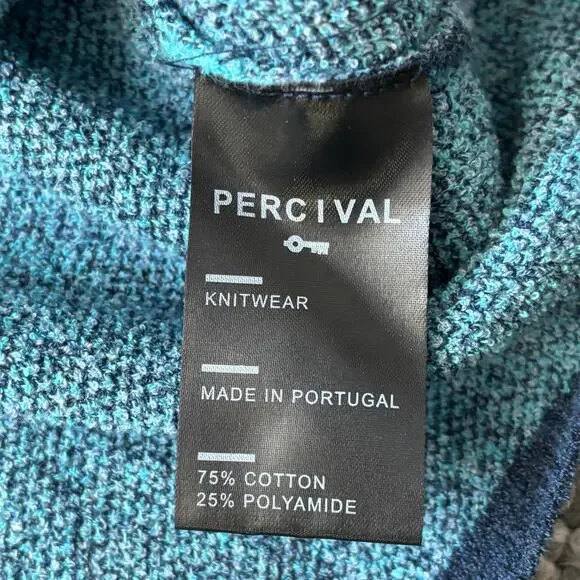 PERCIVAL
KNITWEAR
MADE IN PORTUGAL
75% COTTON
25% POLYAMIDE